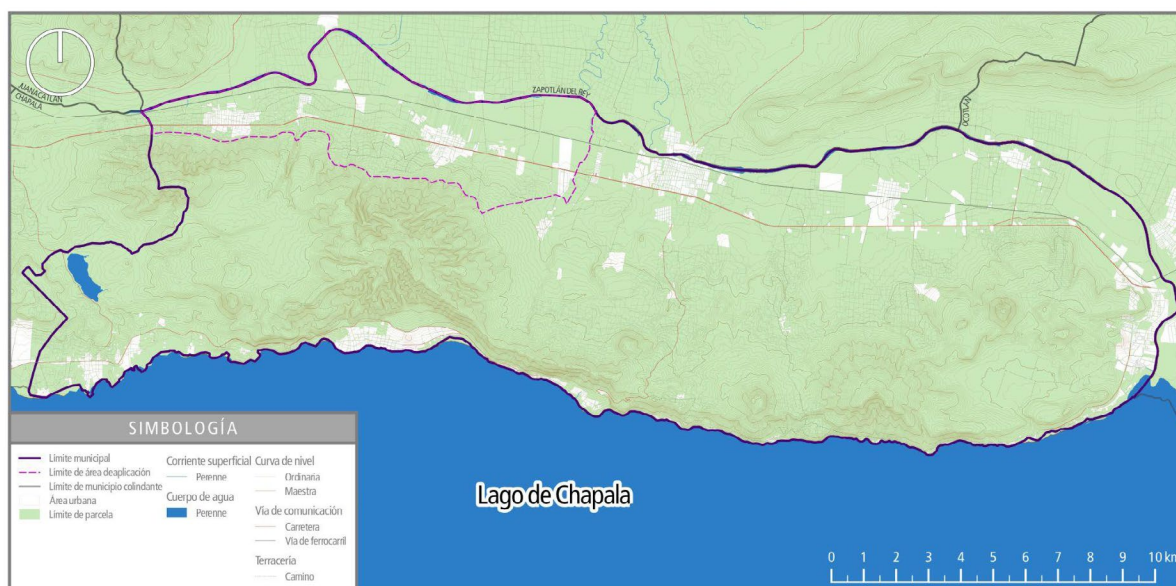 JUANACATLÁN
CHAPALA
ZAPOTLÁN DEL REY
OCOTLÁN
Lago de Chapala
SIMBOLOGÍA
Límite municipal
Límite de área deaplicación
Límite de municipio colindante
Área urbana
Límite de parcela
Corriente superficial
Perenne
Cuerpo de agua
Perenne
Curva de nivel
Ordinaria
Maestra
Vía de comunicación
Carretera
Vía de ferrocarril
Terracería
Camino
0 1 2 3 4 5 6 7 8 9 10 km